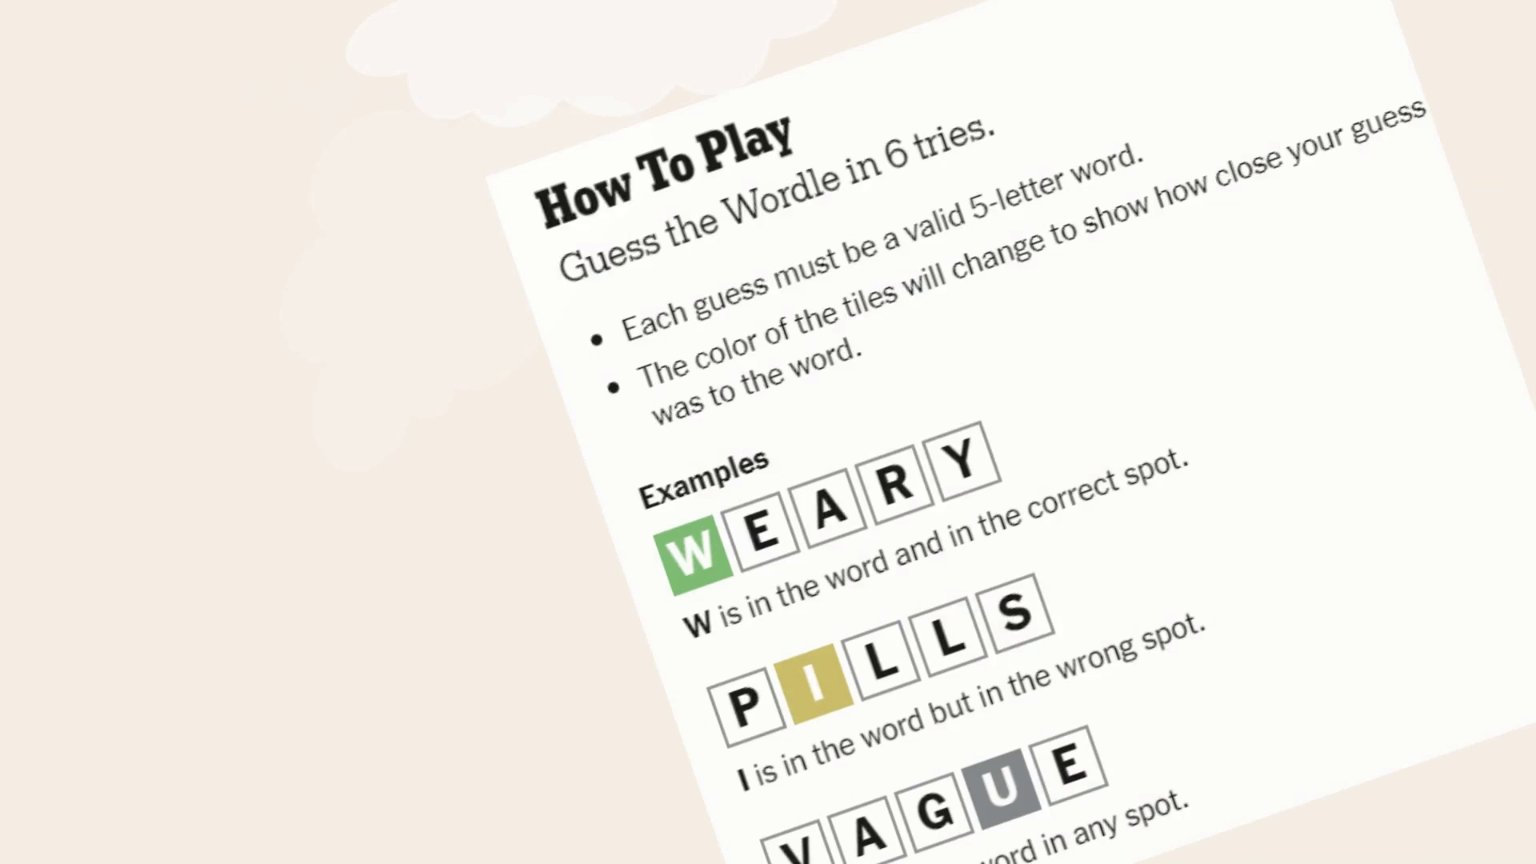 How To Play
Guess the Wordle in 6 tries.
• Each guess must be a valid 5-letter word.
• The color of the tiles will change to show how close your guess
was to the word.
Examples
WEARY
W is in the word and in the correct spot.
PILLS
I is in the word but in the wrong spot.
VAGUE
word in any spot.